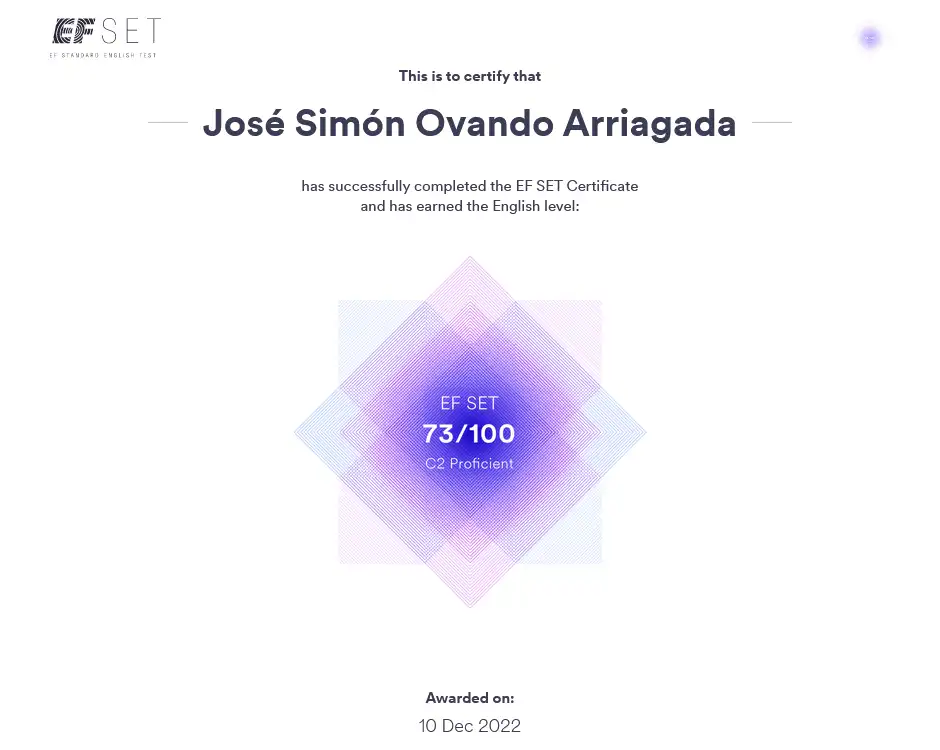 EF SET
EF STANDARD ENGLISH TEST
This is to certify that
José Simón Ovando Arriagada
has successfully completed the EF SET Certificate
and has earned the English level:
EF SET
73/100
C2 Proficient
Awarded on:
10 Dec 2022